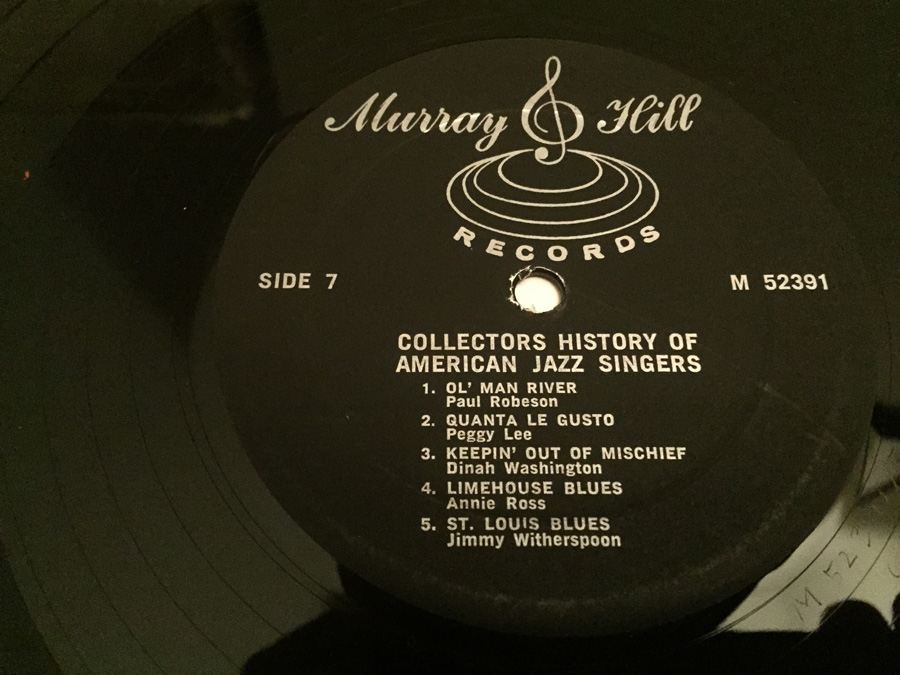 Murray Hill
RECORDS
SIDE 7
M 52391
COLLECTORS HISTORY OF
AMERICAN JAZZ SINGERS
1. OL' MAN RIVER
Paul Robeson
2. QUANTA LE GUSTO
Peggy Lee
3. KEEPIN' OUT OF MISCHIEF
Dinah Washington
4. LIMEHOUSE BLUES
Annie Ross
5. ST. LOUIS BLUES
Jimmy Witherspoon
M 523